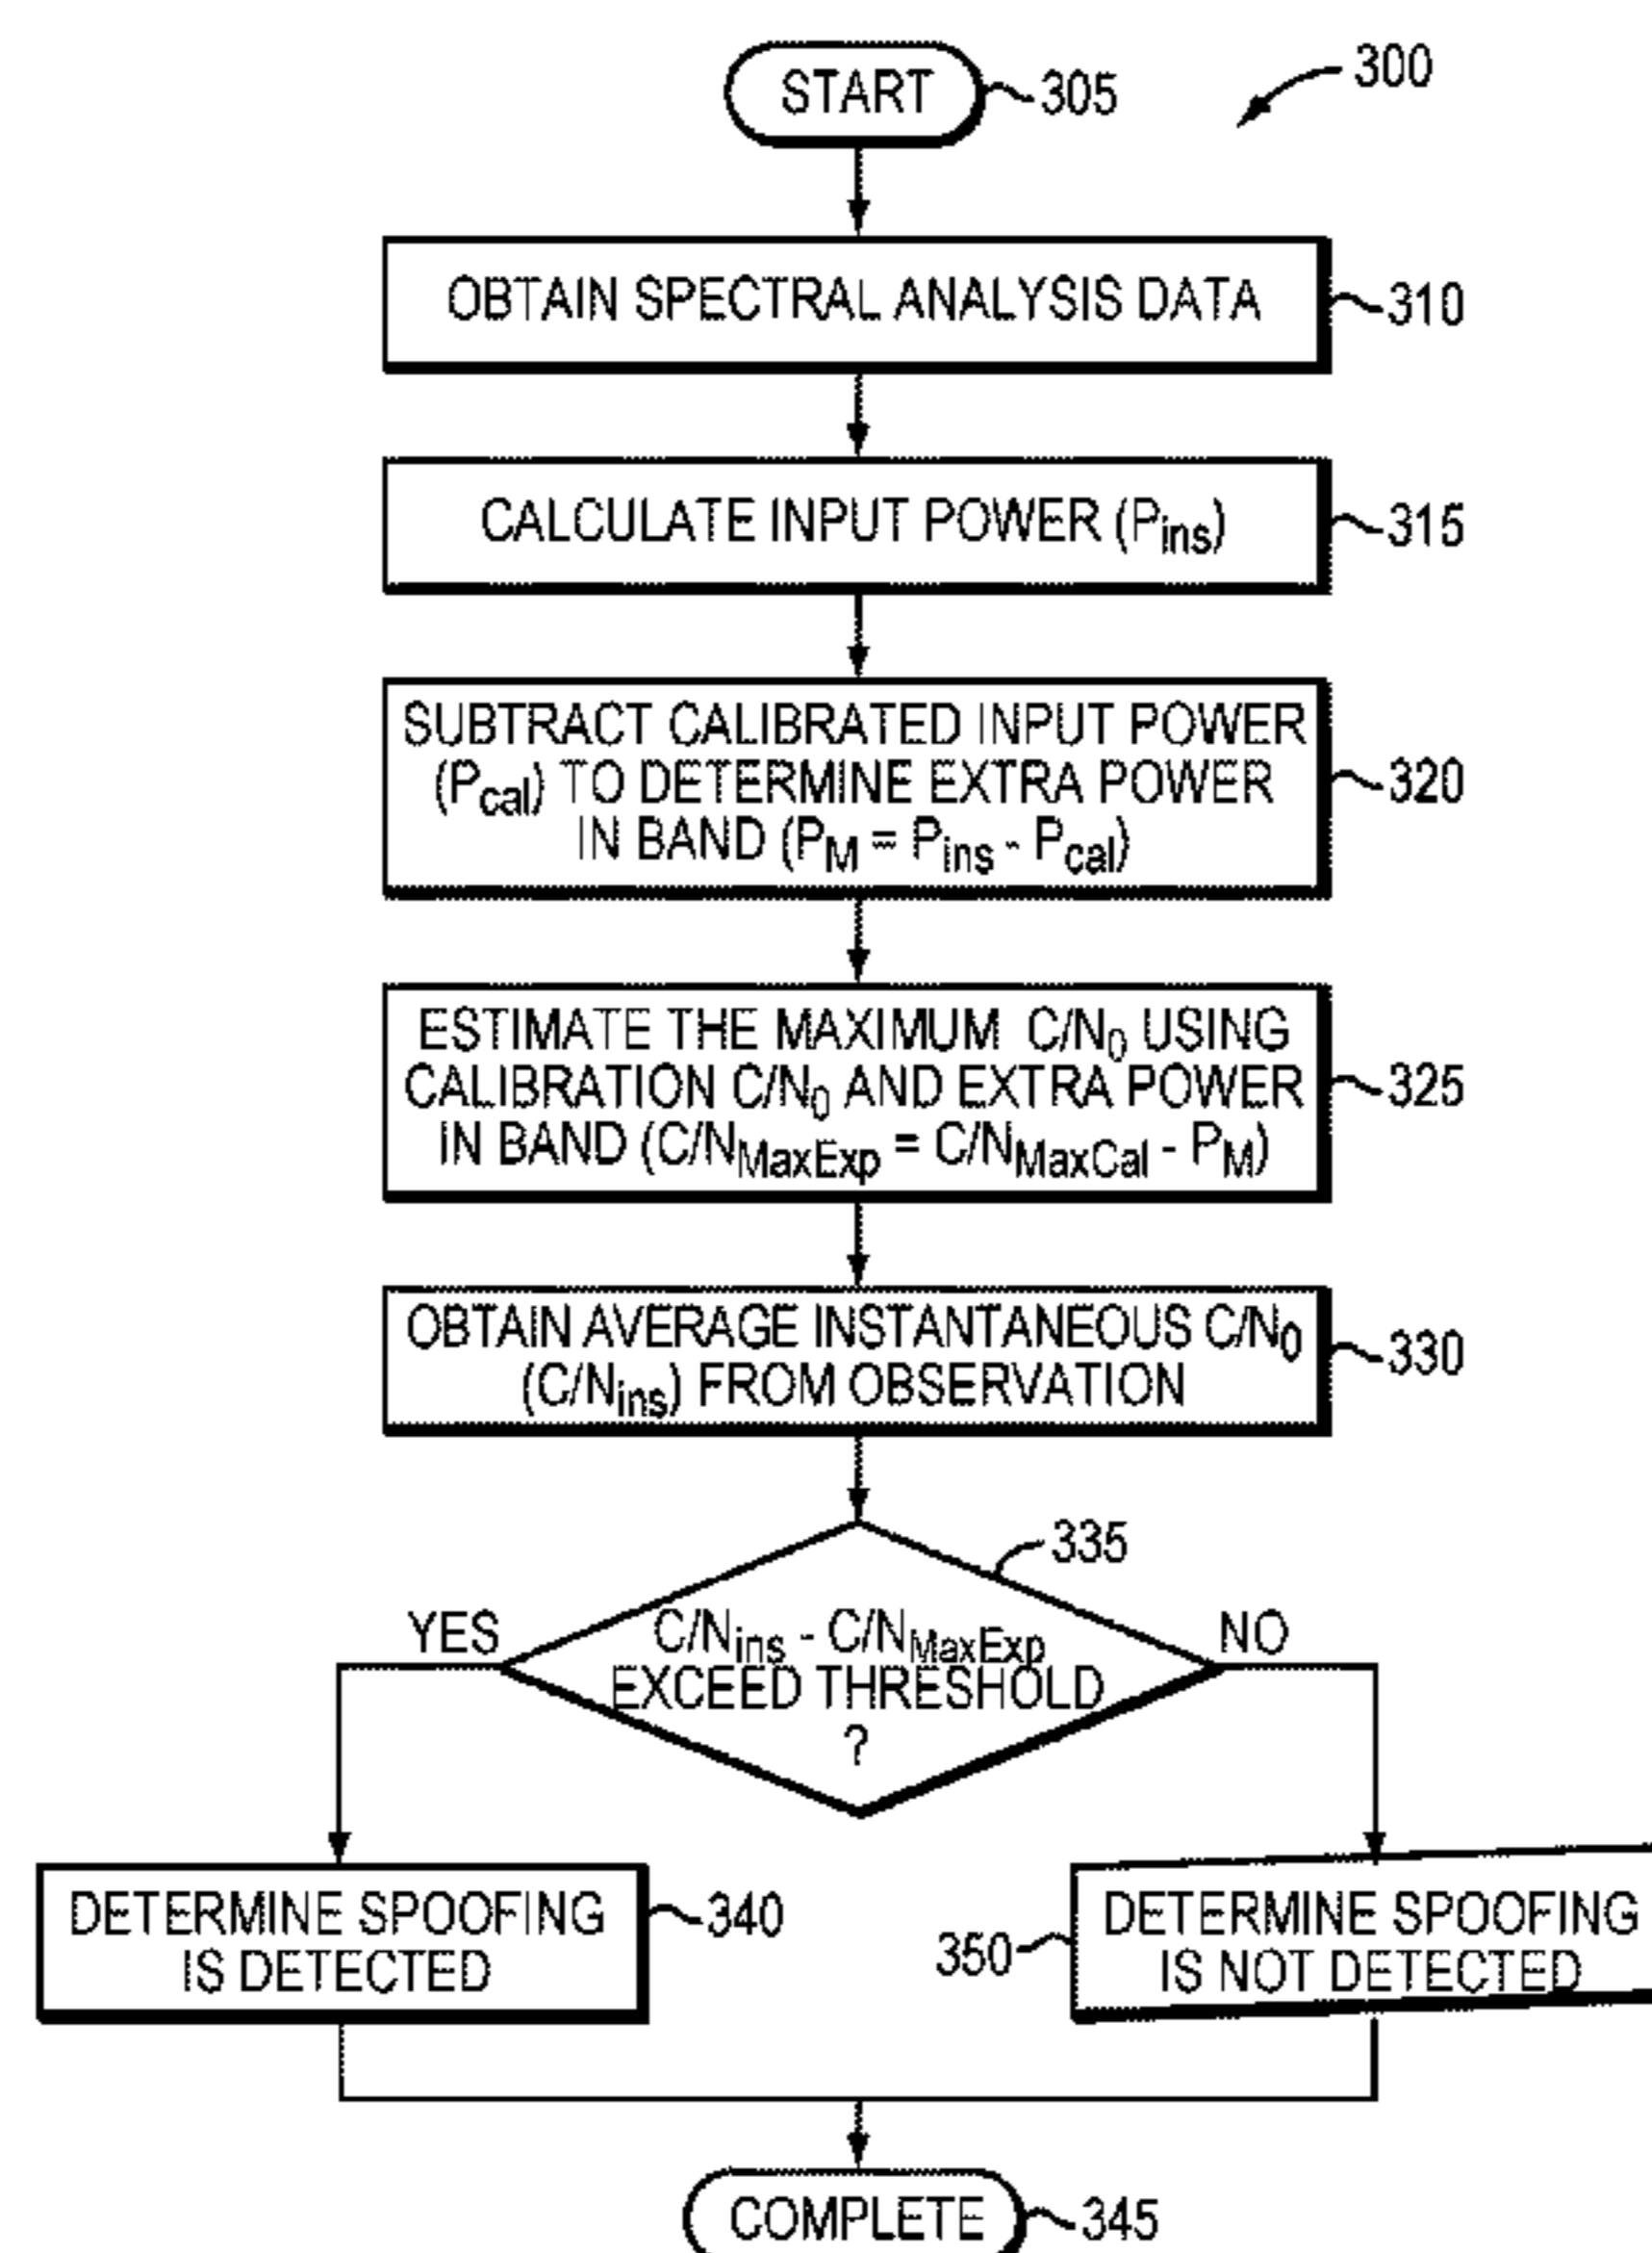 300
START
305
OBTAIN SPECTRAL ANALYSIS DATA
310
CALCULATE INPUT POWER (Pins)
315
SUBTRACT CALIBRATED INPUT POWER
(Pcal) TO DETERMINE EXTRA POWER
IN BAND (PM = Pins - Pcal)
320
ESTIMATE THE MAXIMUM C/N0 USING
CALIBRATION C/N0 AND EXTRA POWER
IN BAND (C/NMaxExp = C/NMaxCal - PM)
325
OBTAIN AVERAGE INSTANTANEOUS C/N0
(C/Nins) FROM OBSERVATION
330
335
YES
C/Nins - C/NMaxExp
EXCEED THRESHOLD
?
NO
DETERMINE SPOOFING
IS DETECTED
340
350
DETERMINE SPOOFING
IS NOT DETECTED
COMPLETE
345